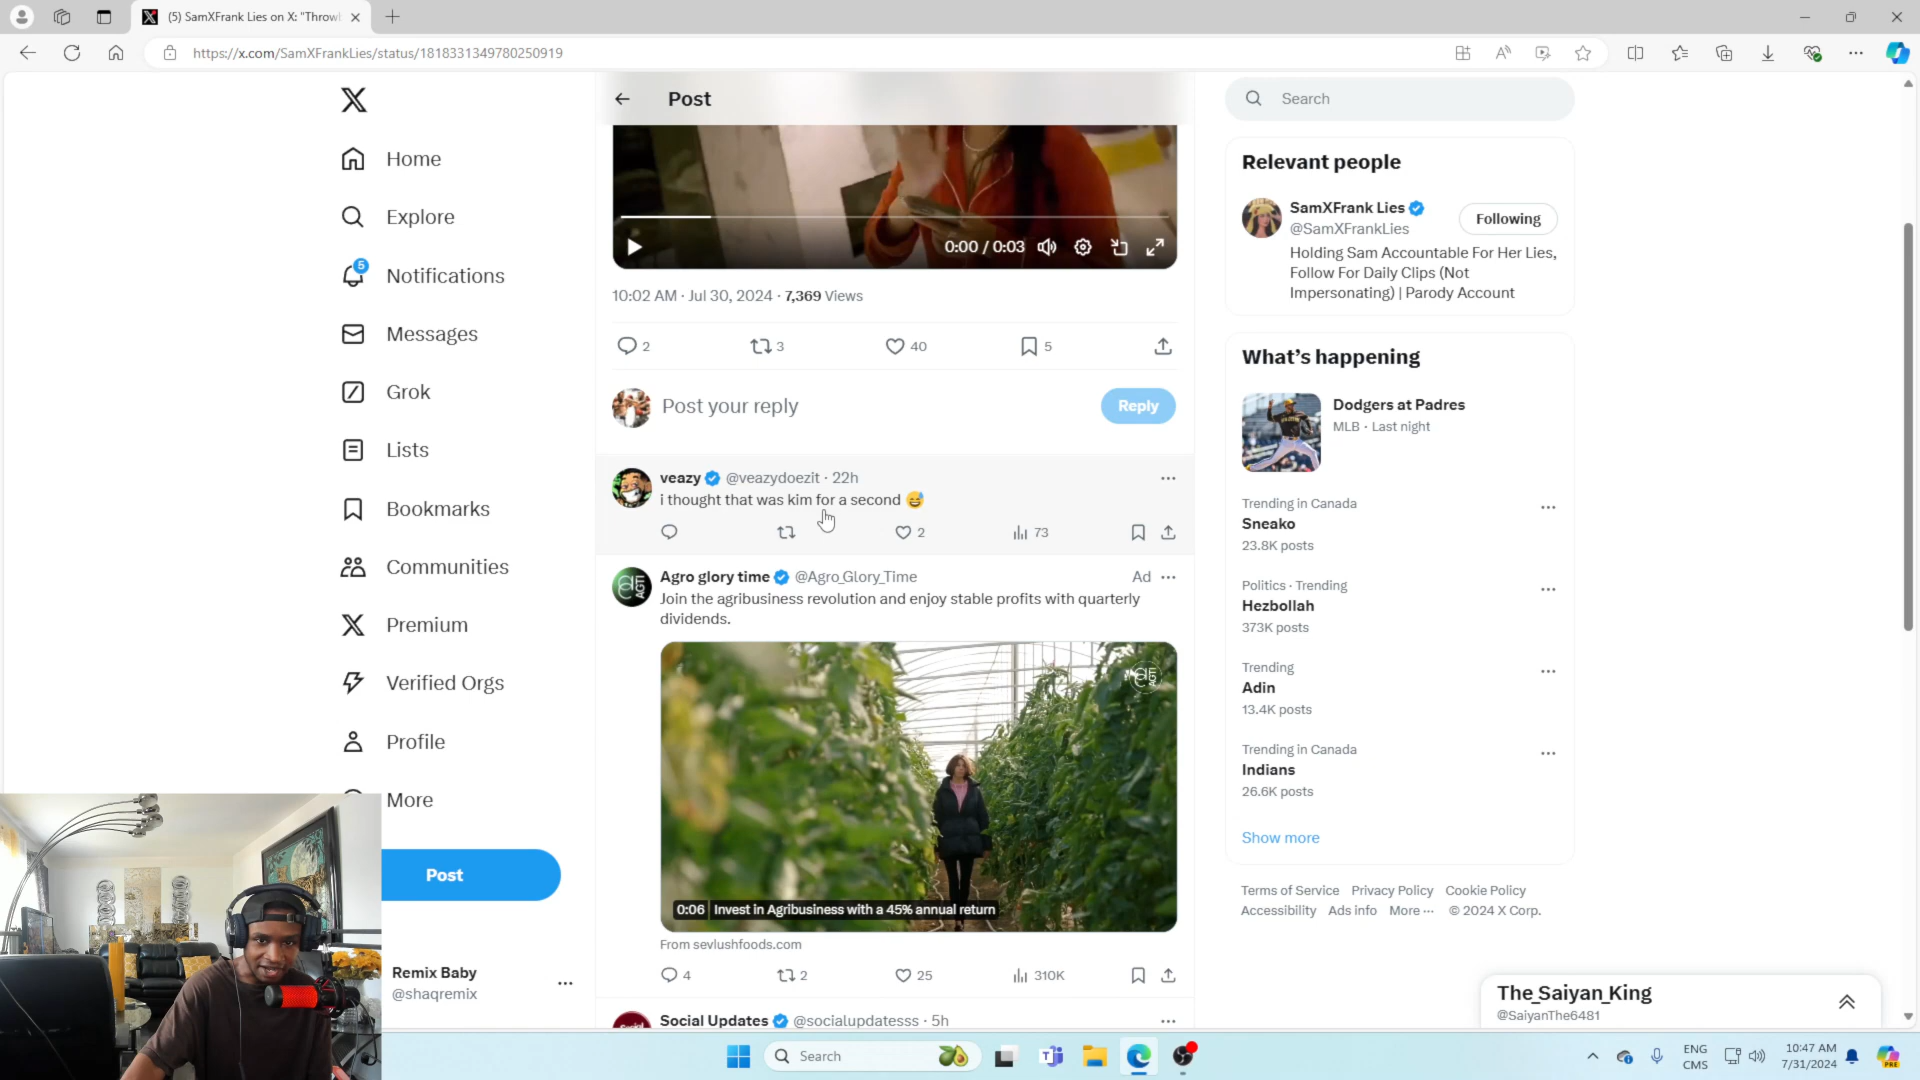 (5) SamXFrank Lies on X: "Throwl
https://x.com/SamXFrankLies/status/1818331349780250919
Home
Explore
5
Notifications
Messages
Grok
Lists
Bookmarks
Communities
Premium
Verified Orgs
Profile
More
Post
Remix Baby
@shaqremix
Post
0:00 / 0:03
10:02 AM · Jul 30, 2024 · 7,369 Views
2 3 40 5
Post your reply
Reply
veazy @veazydoezit · 22h
i thought that was kim for a second
2 73
Agro glory time @Agro_Glory_Time Ad
Join the agribusiness revolution and enjoy stable profits with quarterly
dividends.
AGTI
0:06 Invest in Agribusiness with a 45% annual return
From sevlushfoods.com
4 2 25 310K
Social Updates @socialupdatesss · 5h
Search
Relevant people
SamXFrank Lies
@SamXFrankLies
Following
Holding Sam Accountable For Her Lies,
Follow For Daily Clips (Not
Impersonating) | Parody Account
What's happening
Dodgers at Padres
MLB · Last night
Trending in Canada
Sneako
23.8K posts
Politics · Trending
Hezbollah
373K posts
Trending
Adin
13.4K posts
Trending in Canada
Indians
26.6K posts
Show more
Terms of Service Privacy Policy Cookie Policy
Accessibility Ads info More ··· © 2024 X Corp.
The_Saiyan_King
@SaiyanThe6481
Search
ENG
CMS
10:47 AM
7/31/2024
PRE